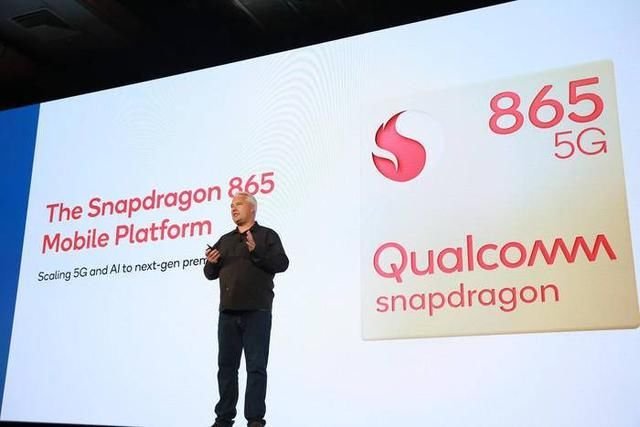 The Snapdragon 865
Mobile Platform
Scaling 5G and AI to next-gen
865
5G
Qualcomm
snapdragon